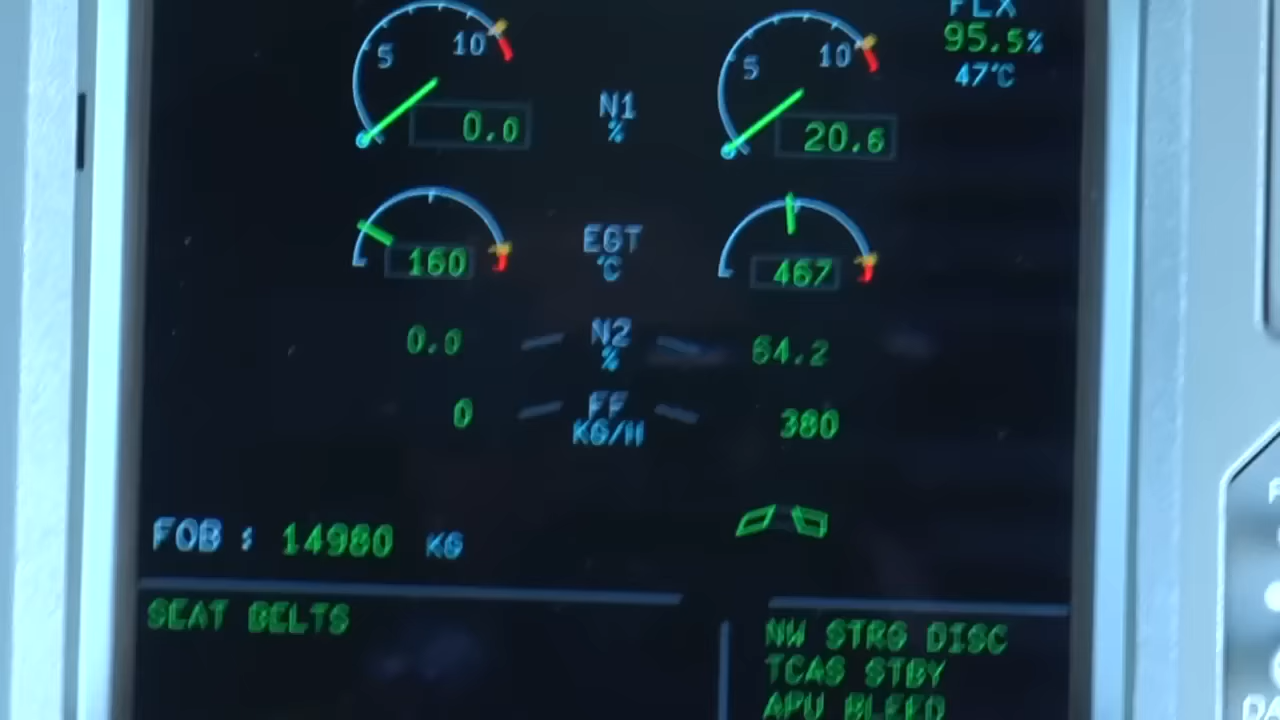 FLX
95.5%
47°C
5 10
5 10
0.0 N1 % 20.6
160 EGT °C 467
0.0 N2 % 64.2
0 FF KG/H 380
FOB : 14980 KG
SEAT BELTS
NW STRG DISC
TCAS STBY
APU BLEED